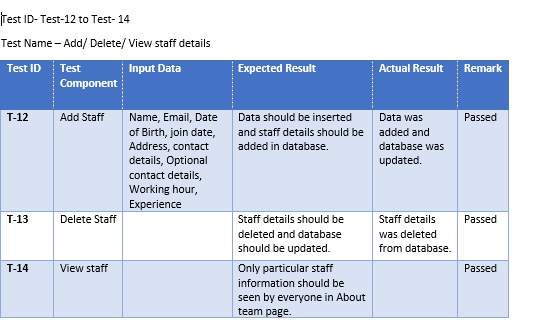 Test ID- Test-12 to Test- 14
Test Name – Add/ Delete/ View staff details
Test ID Test Component Input Data Expected Result Actual Result Remark
T-12 Add Staff Name, Email, Date of Birth, join date, Address, contact details, Optional contact details, Working hour, Experience Data should be inserted and staff details should be added in database. Data was added and database was updated. Passed
T-13 Delete Staff Staff details should be deleted and database should be updated. Staff details was deleted from database. Passed
T-14 View staff Only particular staff information should be seen by everyone in About team page. Passed